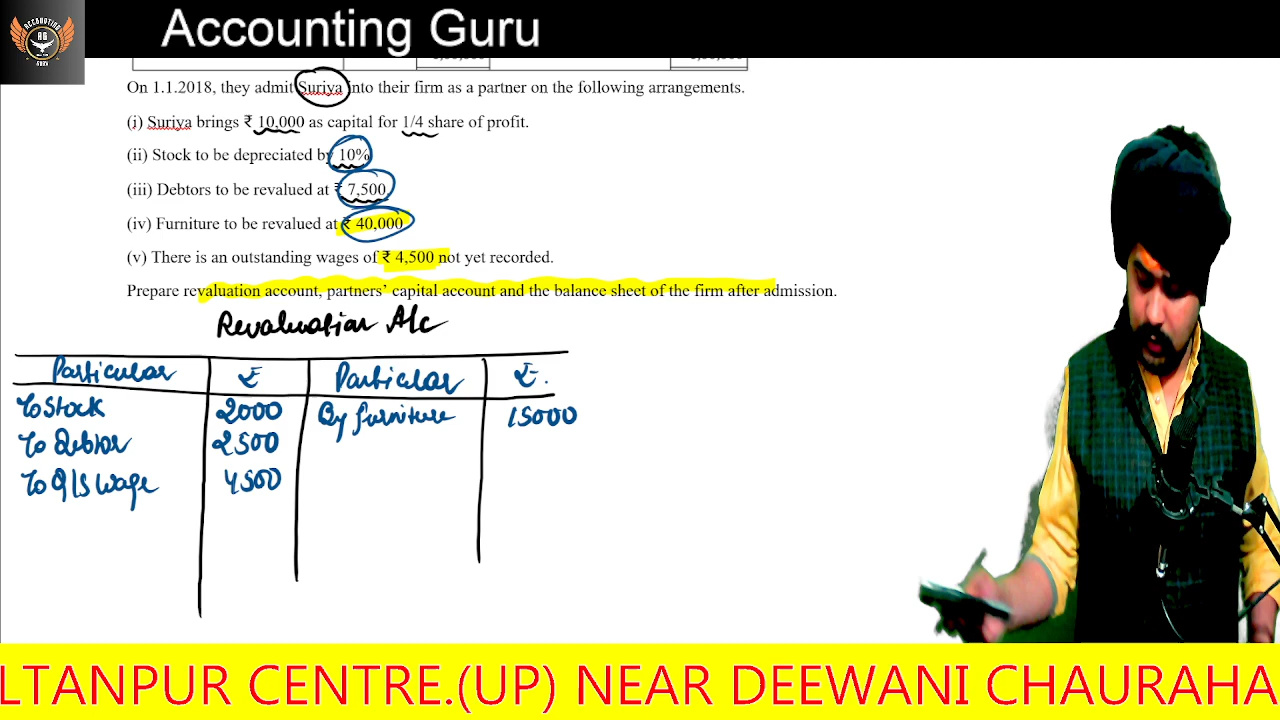 ACCOUNTING
AG
GURU
Accounting Guru
On 1.1.2018, they admit Suriya into their firm as a partner on the following arrangements.
(i) Suriya brings ₹ 10,000 as capital for 1/4 share of profit.
(ii) Stock to be depreciated by 10%
(iii) Debtors to be revalued at ₹ 7,500
(iv) Furniture to be revalued at ₹ 40,000
(v) There is an outstanding wages of ₹ 4,500 not yet recorded.
Prepare revaluation account, partners’ capital account and the balance sheet of the firm after admission.
Revaluation A/c
Particular ₹ Particular ₹.
To Stock 2000 By furniture 15000
To Debtor 2500
To O/S wage 4500
LTANPUR CENTRE.(UP) NEAR DEEWANI CHAURAHA